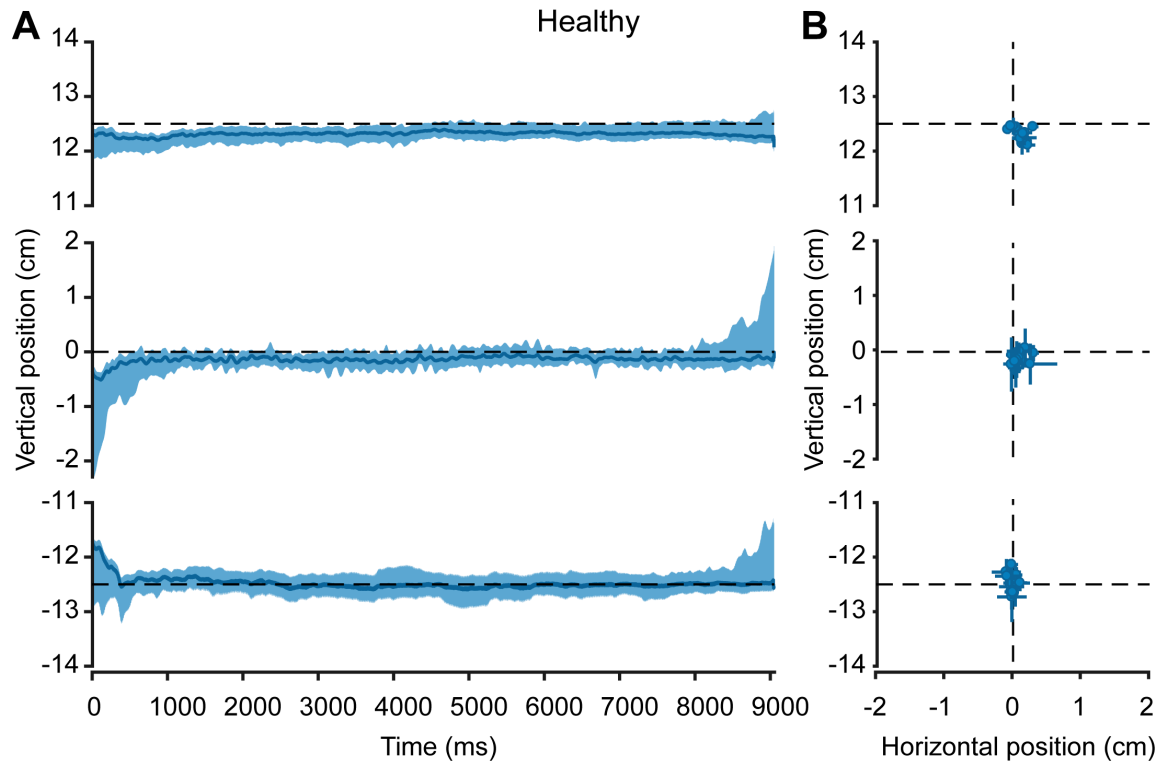 A
Healthy
B
14
13
12
11
2
1
0
-1
-2
-11
-12
-13
-14
Vertical position (cm)
0 1000 2000 3000 4000 5000 6000 7000 8000 9000
Time (ms)
14
13
12
11
2
1
0
-1
-2
-11
-12
-13
-14
Vertical position (cm)
-2 -1 0 1 2
Horizontal position (cm)